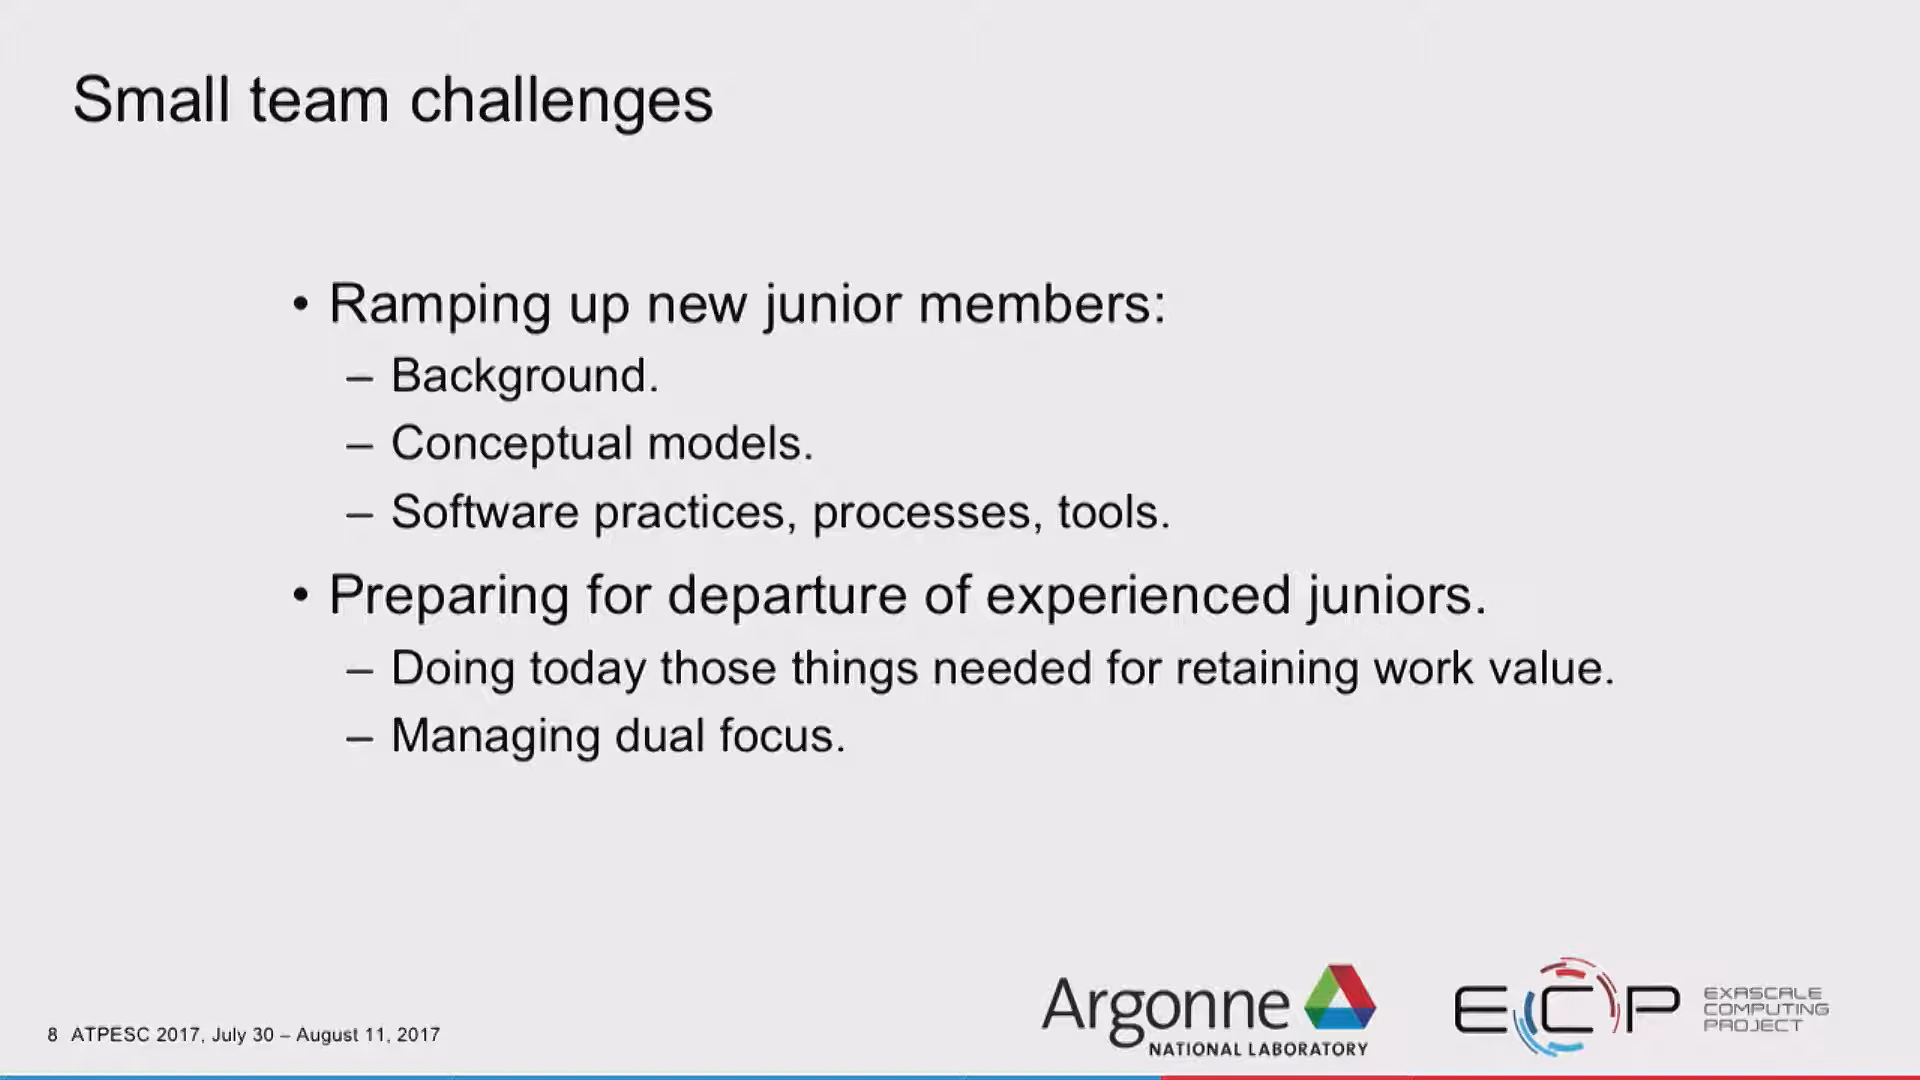 Small team challenges
• Ramping up new junior members:
– Background.
– Conceptual models.
– Software practices, processes, tools.
• Preparing for departure of experienced juniors.
– Doing today those things needed for retaining work value.
– Managing dual focus.
8 ATPESC 2017, July 30 – August 11, 2017
Argonne
NATIONAL LABORATORY
ECP
EXASCALE
COMPUTING
PROJECT